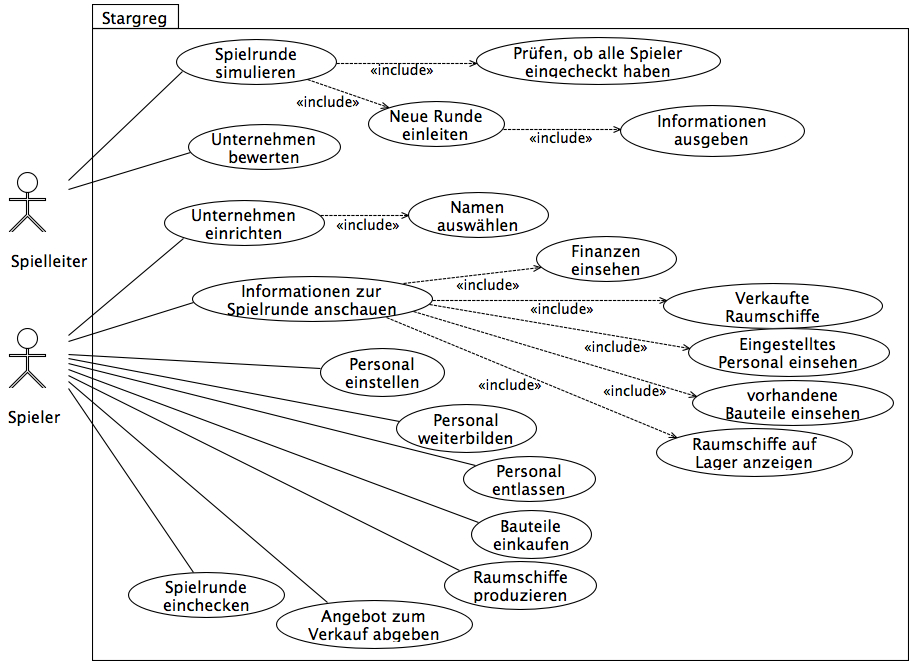 Stargreg
Spielrunde
simulieren
«include»
Prüfen, ob alle Spieler
eingecheckt haben
«include»
Neue Runde
einleiten
«include»
Informationen
ausgeben
Unternehmen
bewerten
Spielleiter
Unternehmen
einrichten
«include»
Namen
auswählen
Finanzen
einsehen
«include»
Informationen zur
Spielrunde anschauen
«include»
Verkaufte
Raumschiffe
«include»
Eingestelltes
Personal einsehen
Spieler
Personal
einstellen
«include»
«include»
vorhandene
Bauteile einsehen
Personal
weiterbilden
Raumschiffe auf
Lager anzeigen
Personal
entlassen
Bauteile
einkaufen
Raumschiffe
produzieren
Spielrunde
einchecken
Angebot zum
Verkauf abgeben